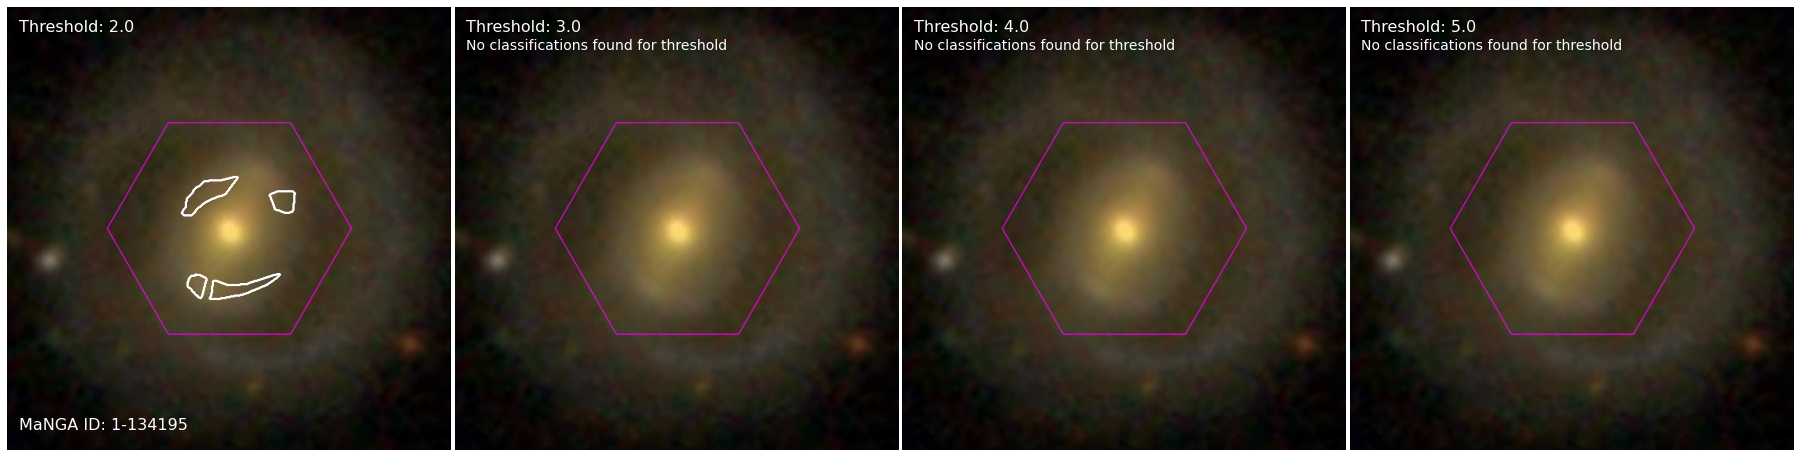 Threshold: 2.0
MaNGA ID: 1-134195
Threshold: 3.0
No classifications found for threshold
Threshold: 4.0
No classifications found for threshold
Threshold: 5.0
No classifications found for threshold